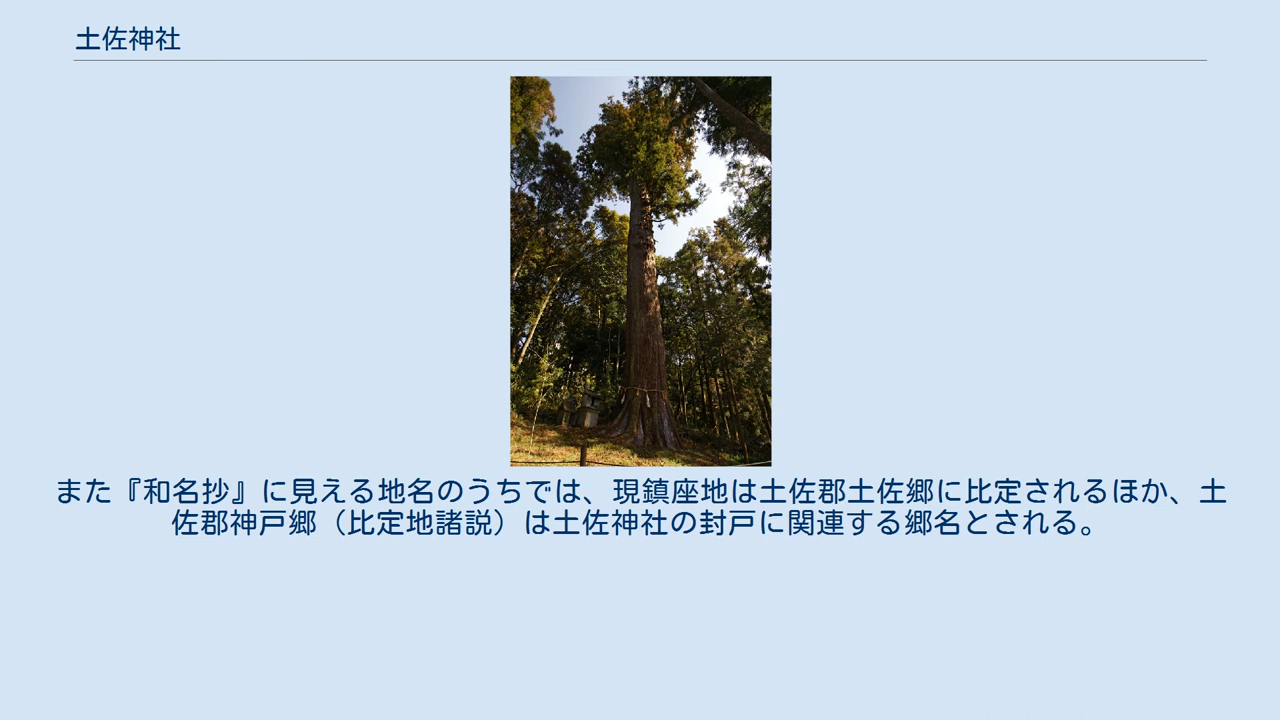 土佐神社
また『和名抄』に見える地名のうちでは、現鎮座地は土佐郡土佐郷に比定されるほか、土
佐郡神戸郷（比定地諸説）は土佐神社の封戸に関連する郷名とされる。